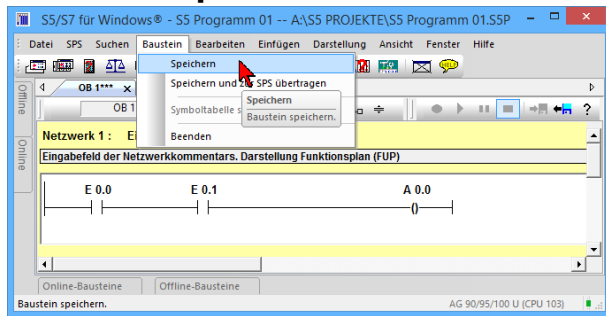 S5/S7 für Windows® - S5 Programm 01 -- A:\S5 PROJEKTE\S5 Programm 01.S5P
Datei SPS Suchen Baustein Bearbeiten Einfügen Darstellung Ansicht Fenster Hilfe
HELP
Speichern
Speichern und zur SPS übertragen
Symboltabelle s
Beenden
Speichern
Baustein speichern.
Offline
Online
OB 1*** x
OB 1
?
Netzwerk 1 : Ei
Eingabefeld der Netzwerkkommentars. Darstellung Funktionsplan (FUP)
E 0.0 E 0.1 A 0.0
Online-Bausteine Offline-Bausteine
Baustein speichern. AG 90/95/100 U (CPU 103)